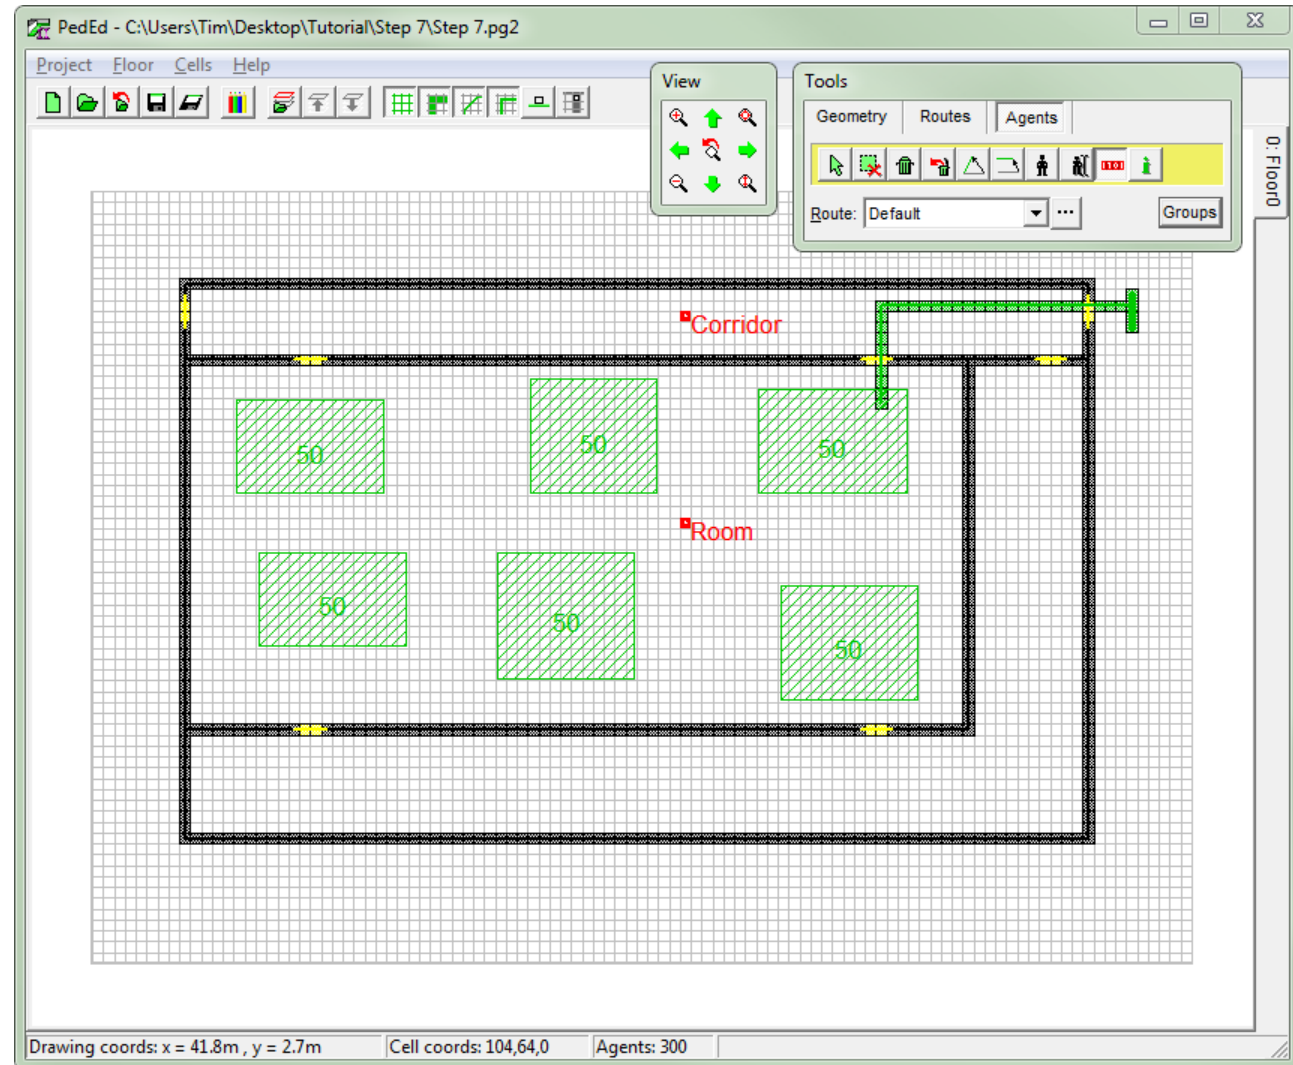 PedEd - C:\Users\Tim\Desktop\Tutorial\Step 7\Step 7.pg2
Project Floor Cells Help
View
Tools
Geometry Routes Agents
Route: Default ... Groups
0: Floor0
Corridor
50 50 50
Room
50 50 50
Drawing coords: x = 41.8m , y = 2.7m Cell coords: 104,64,0 Agents: 300